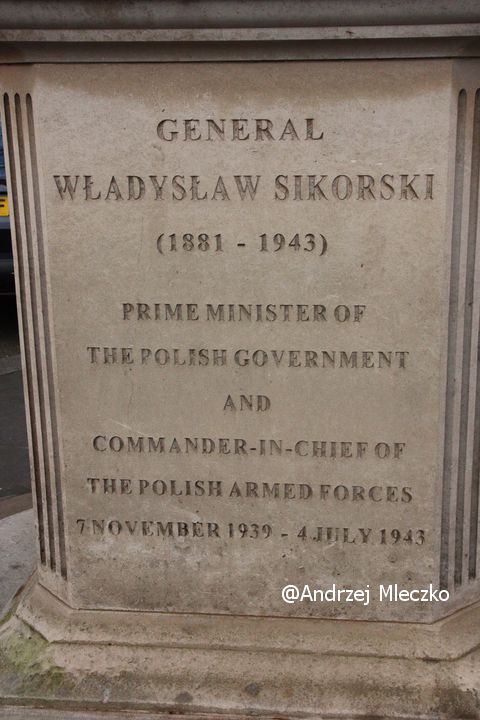 GENERAL
WŁADYSŁAW SIKORSKI
(1881 - 1943)
PRIME MINISTER OF
THE POLISH GOVERNMENT
AND
COMMANDER-IN-CHIEF OF
THE POLISH ARMED FORCES
7 NOVEMBER 1939 - 4 JULY 1943
@Andrzej Mleczko